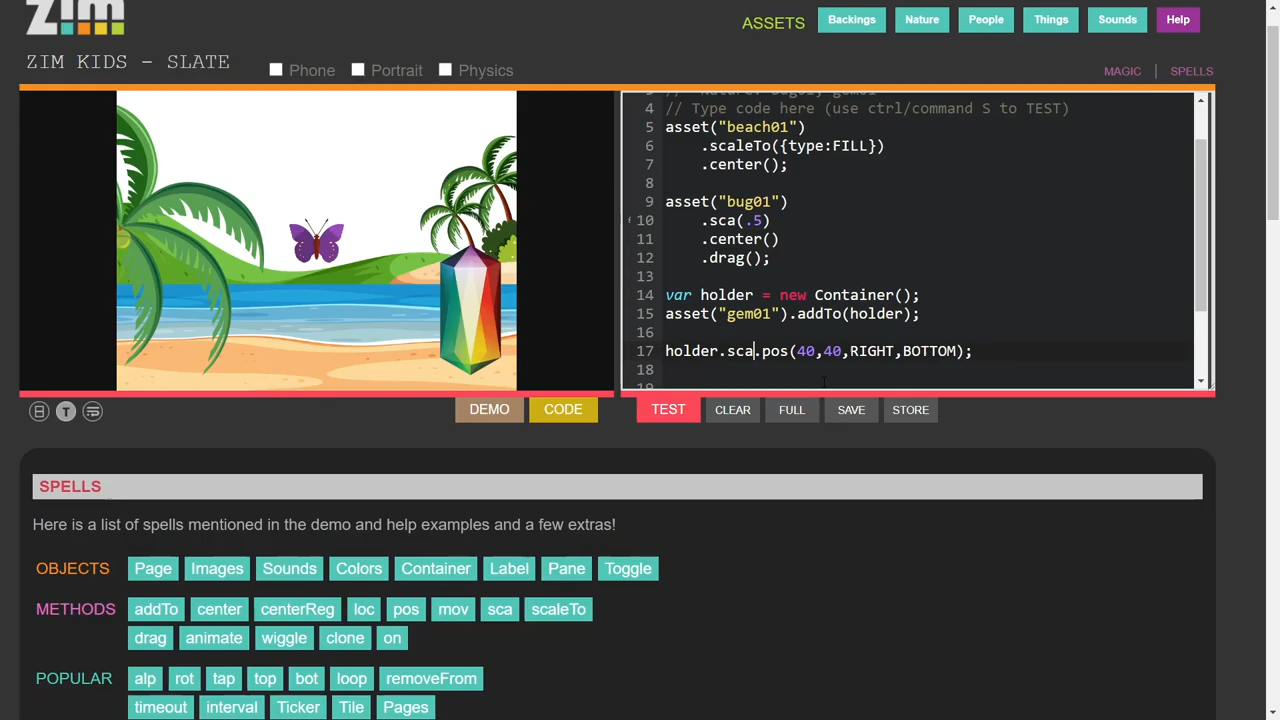 zim
ASSETS Backings Nature People Things Sounds Help
ZIM KIDS - SLATE Phone Portrait Physics MAGIC | SPELLS
4 // Type code here (use ctrl/command S to TEST)
5 asset("beach01")
6 .scaleTo({type:FILL})
7 .center();
8
9 asset("bug01")
10 .sca(.5)
11 .center()
12 .drag();
13
14 var holder = new Container();
15 asset("gem01").addTo(holder);
16
17 holder.sca.pos(40,40,RIGHT,BOTTOM);
18
T DEMO CODE TEST CLEAR FULL SAVE STORE
SPELLS
Here is a list of spells mentioned in the demo and help examples and a few extras!
OBJECTS Page Images Sounds Colors Container Label Pane Toggle
METHODS addTo center centerReg loc pos mov sca scaleTo
drag animate wiggle clone on
POPULAR alp rot tap top bot loop removeFrom
timeout interval Ticker Tile Pages